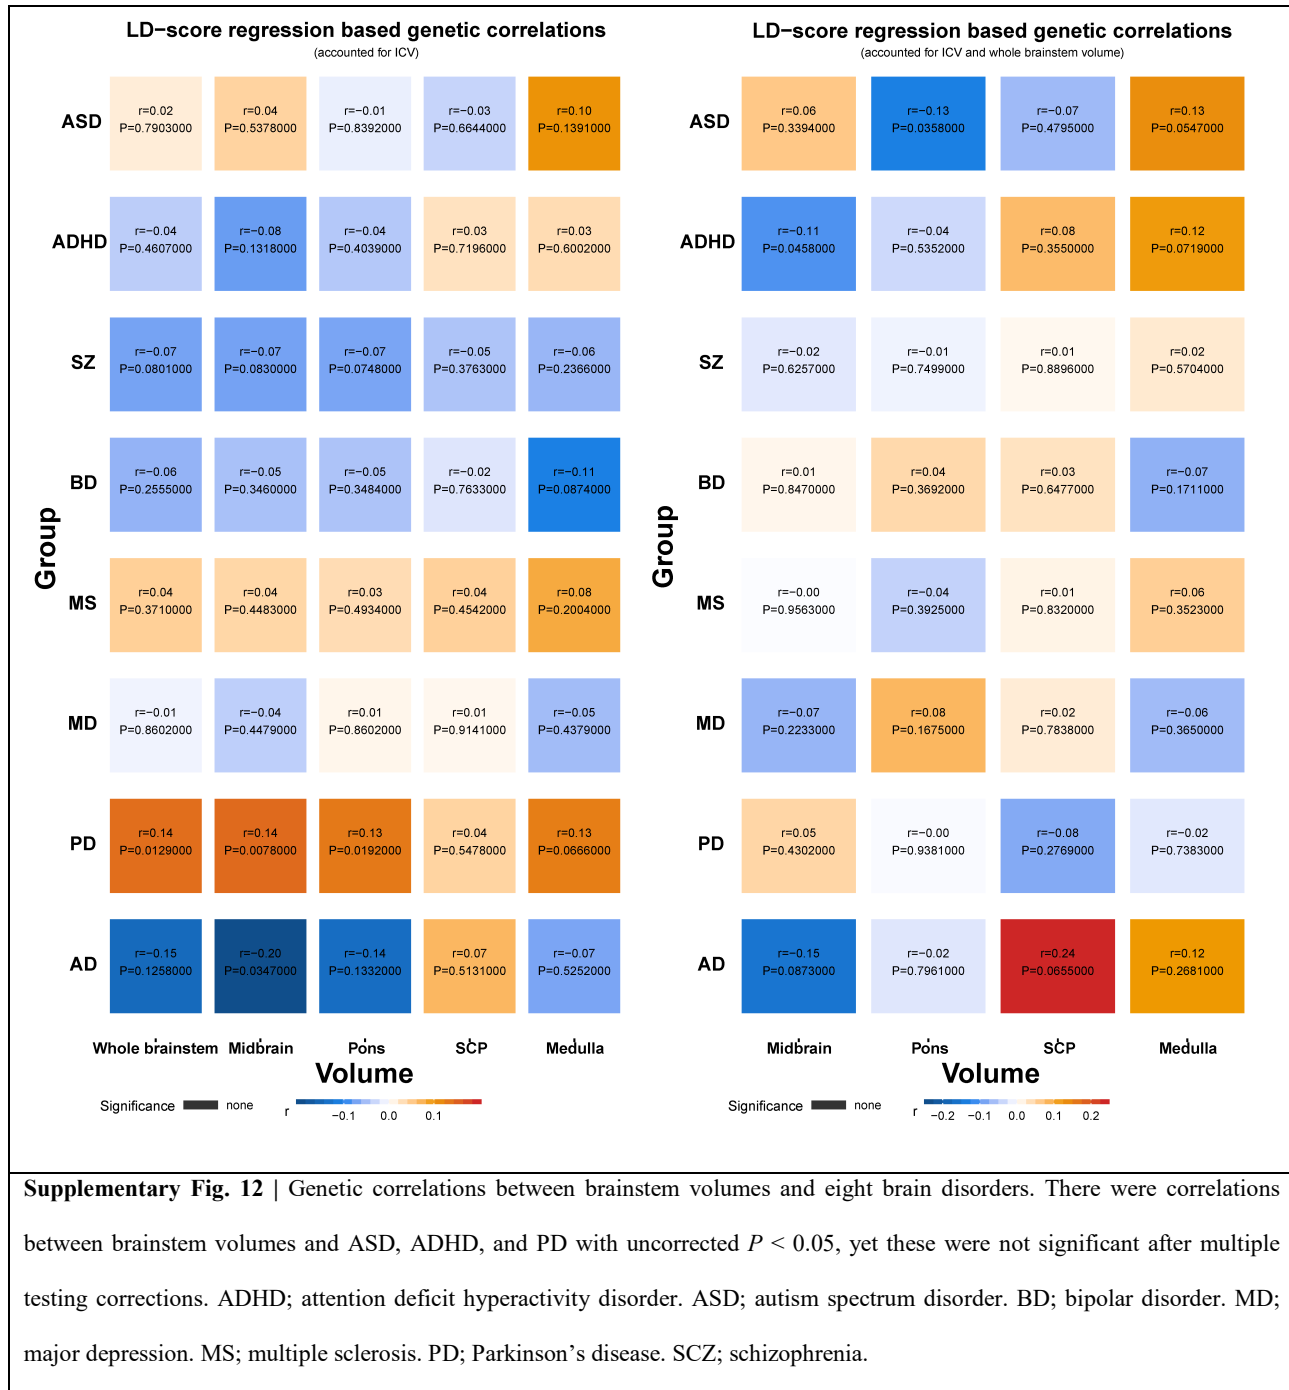 LD−score regression based genetic correlations
(accounted for ICV)
ASD
r=0.02
P=0.7903000
r=0.04
P=0.5378000
r=−0.01
P=0.8392000
r=−0.03
P=0.6644000
r=0.10
P=0.1391000
ADHD
r=−0.04
P=0.4607000
r=−0.08
P=0.1318000
r=−0.04
P=0.4039000
r=0.03
P=0.7196000
r=0.03
P=0.6002000
SZ
r=−0.07
P=0.0801000
r=−0.07
P=0.0830000
r=−0.07
P=0.0748000
r=−0.05
P=0.3763000
r=−0.06
P=0.2366000
BD
r=−0.06
P=0.2555000
r=−0.05
P=0.3460000
r=−0.05
P=0.3484000
r=−0.02
P=0.7633000
r=−0.11
P=0.0874000
Group
MS
r=0.04
P=0.3710000
r=0.04
P=0.4483000
r=0.03
P=0.4934000
r=0.04
P=0.4542000
r=0.08
P=0.2004000
MD
r=−0.01
P=0.8602000
r=−0.04
P=0.4479000
r=0.01
P=0.8602000
r=0.01
P=0.9141000
r=−0.05
P=0.4379000
PD
r=0.14
P=0.0129000
r=0.14
P=0.0078000
r=0.13
P=0.0192000
r=0.04
P=0.5478000
r=0.13
P=0.0666000
AD
r=−0.15
P=0.1258000
r=−0.20
P=0.0347000
r=−0.14
P=0.1332000
r=0.07
P=0.5131000
r=−0.07
P=0.5252000
Whole brainstem Midbrain Pons SCP Medulla
Volume
Significance none
r −0.1 0.0 0.1
LD−score regression based genetic correlations
(accounted for ICV and whole brainstem volume)
ASD
r=0.06
P=0.3394000
r=−0.13
P=0.0358000
r=−0.07
P=0.4795000
r=0.13
P=0.0547000
ADHD
r=−0.11
P=0.0458000
r=−0.04
P=0.5352000
r=0.08
P=0.3550000
r=0.12
P=0.0719000
SZ
r=−0.02
P=0.6257000
r=−0.01
P=0.7499000
r=0.01
P=0.8896000
r=0.02
P=0.5704000
BD
r=0.01
P=0.8470000
r=0.04
P=0.3692000
r=0.03
P=0.6477000
r=−0.07
P=0.1711000
Group
MS
r=−0.00
P=0.9563000
r=−0.04
P=0.3925000
r=0.01
P=0.8320000
r=0.06
P=0.3523000
MD
r=−0.07
P=0.2233000
r=0.08
P=0.1675000
r=0.02
P=0.7838000
r=−0.06
P=0.3650000
PD
r=0.05
P=0.4302000
r=−0.00
P=0.9381000
r=−0.08
P=0.2769000
r=−0.02
P=0.7383000
AD
r=−0.15
P=0.0873000
r=−0.02
P=0.7961000
r=0.24
P=0.0655000
r=0.12
P=0.2681000
Midbrain Pons SCP Medulla
Volume
Significance none
r −0.2 −0.1 0.0 0.1 0.2
Supplementary Fig. 12 | Genetic correlations between brainstem volumes and eight brain disorders. There were correlations
between brainstem volumes and ASD, ADHD, and PD with uncorrected P < 0.05, yet these were not significant after multiple
testing corrections. ADHD; attention deficit hyperactivity disorder. ASD; autism spectrum disorder. BD; bipolar disorder. MD;
major depression. MS; multiple sclerosis. PD; Parkinson’s disease. SCZ; schizophrenia.